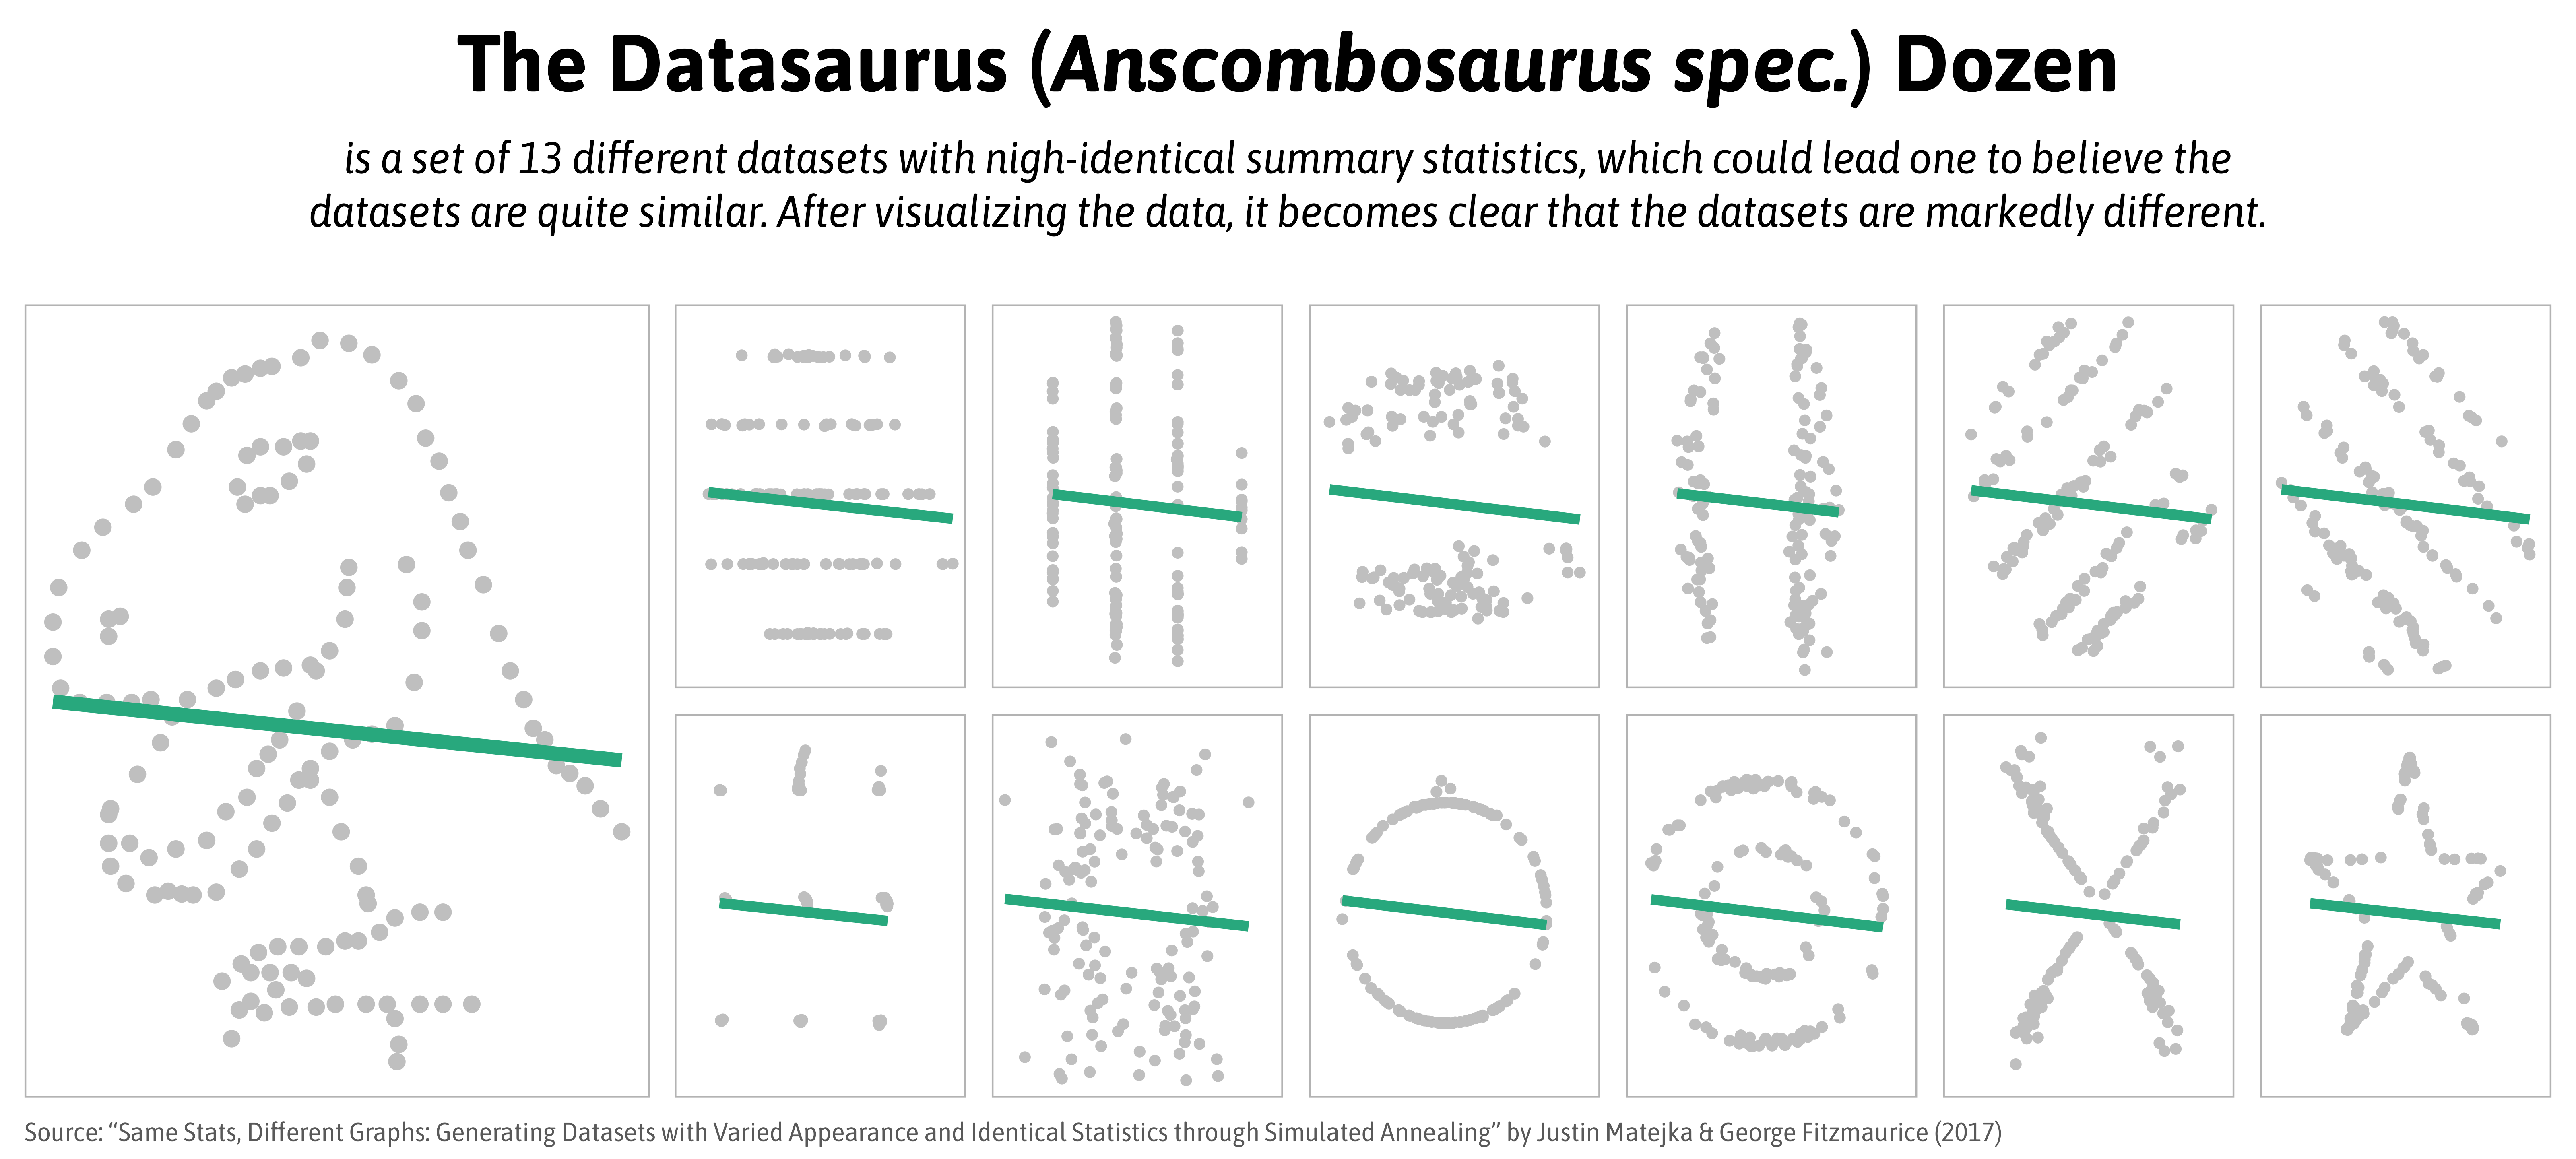 The Datasaurus (Anscombosaurus spec.) Dozen
is a set of 13 different datasets with nigh-identical summary statistics, which could lead one to believe the
datasets are quite similar. After visualizing the data, it becomes clear that the datasets are markedly different.
Source: “Same Stats, Different Graphs: Generating Datasets with Varied Appearance and Identical Statistics through Simulated Annealing” by Justin Matejka & George Fitzmaurice (2017)